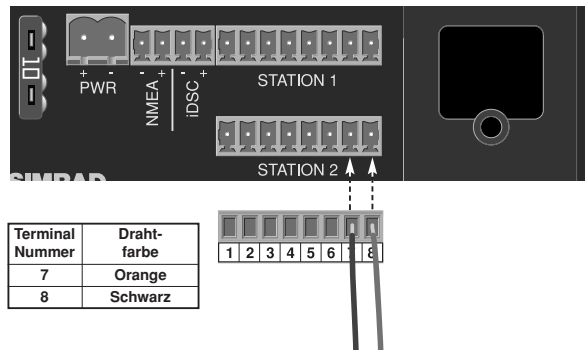 10
+ -
PWR
- +
NMEA
- +
iDSC
STATION 1
STATION 2
SIMRAD
1 2 3 4 5 6 7 8
Terminal Nummer Draht-farbe
7 Orange
8 Schwarz